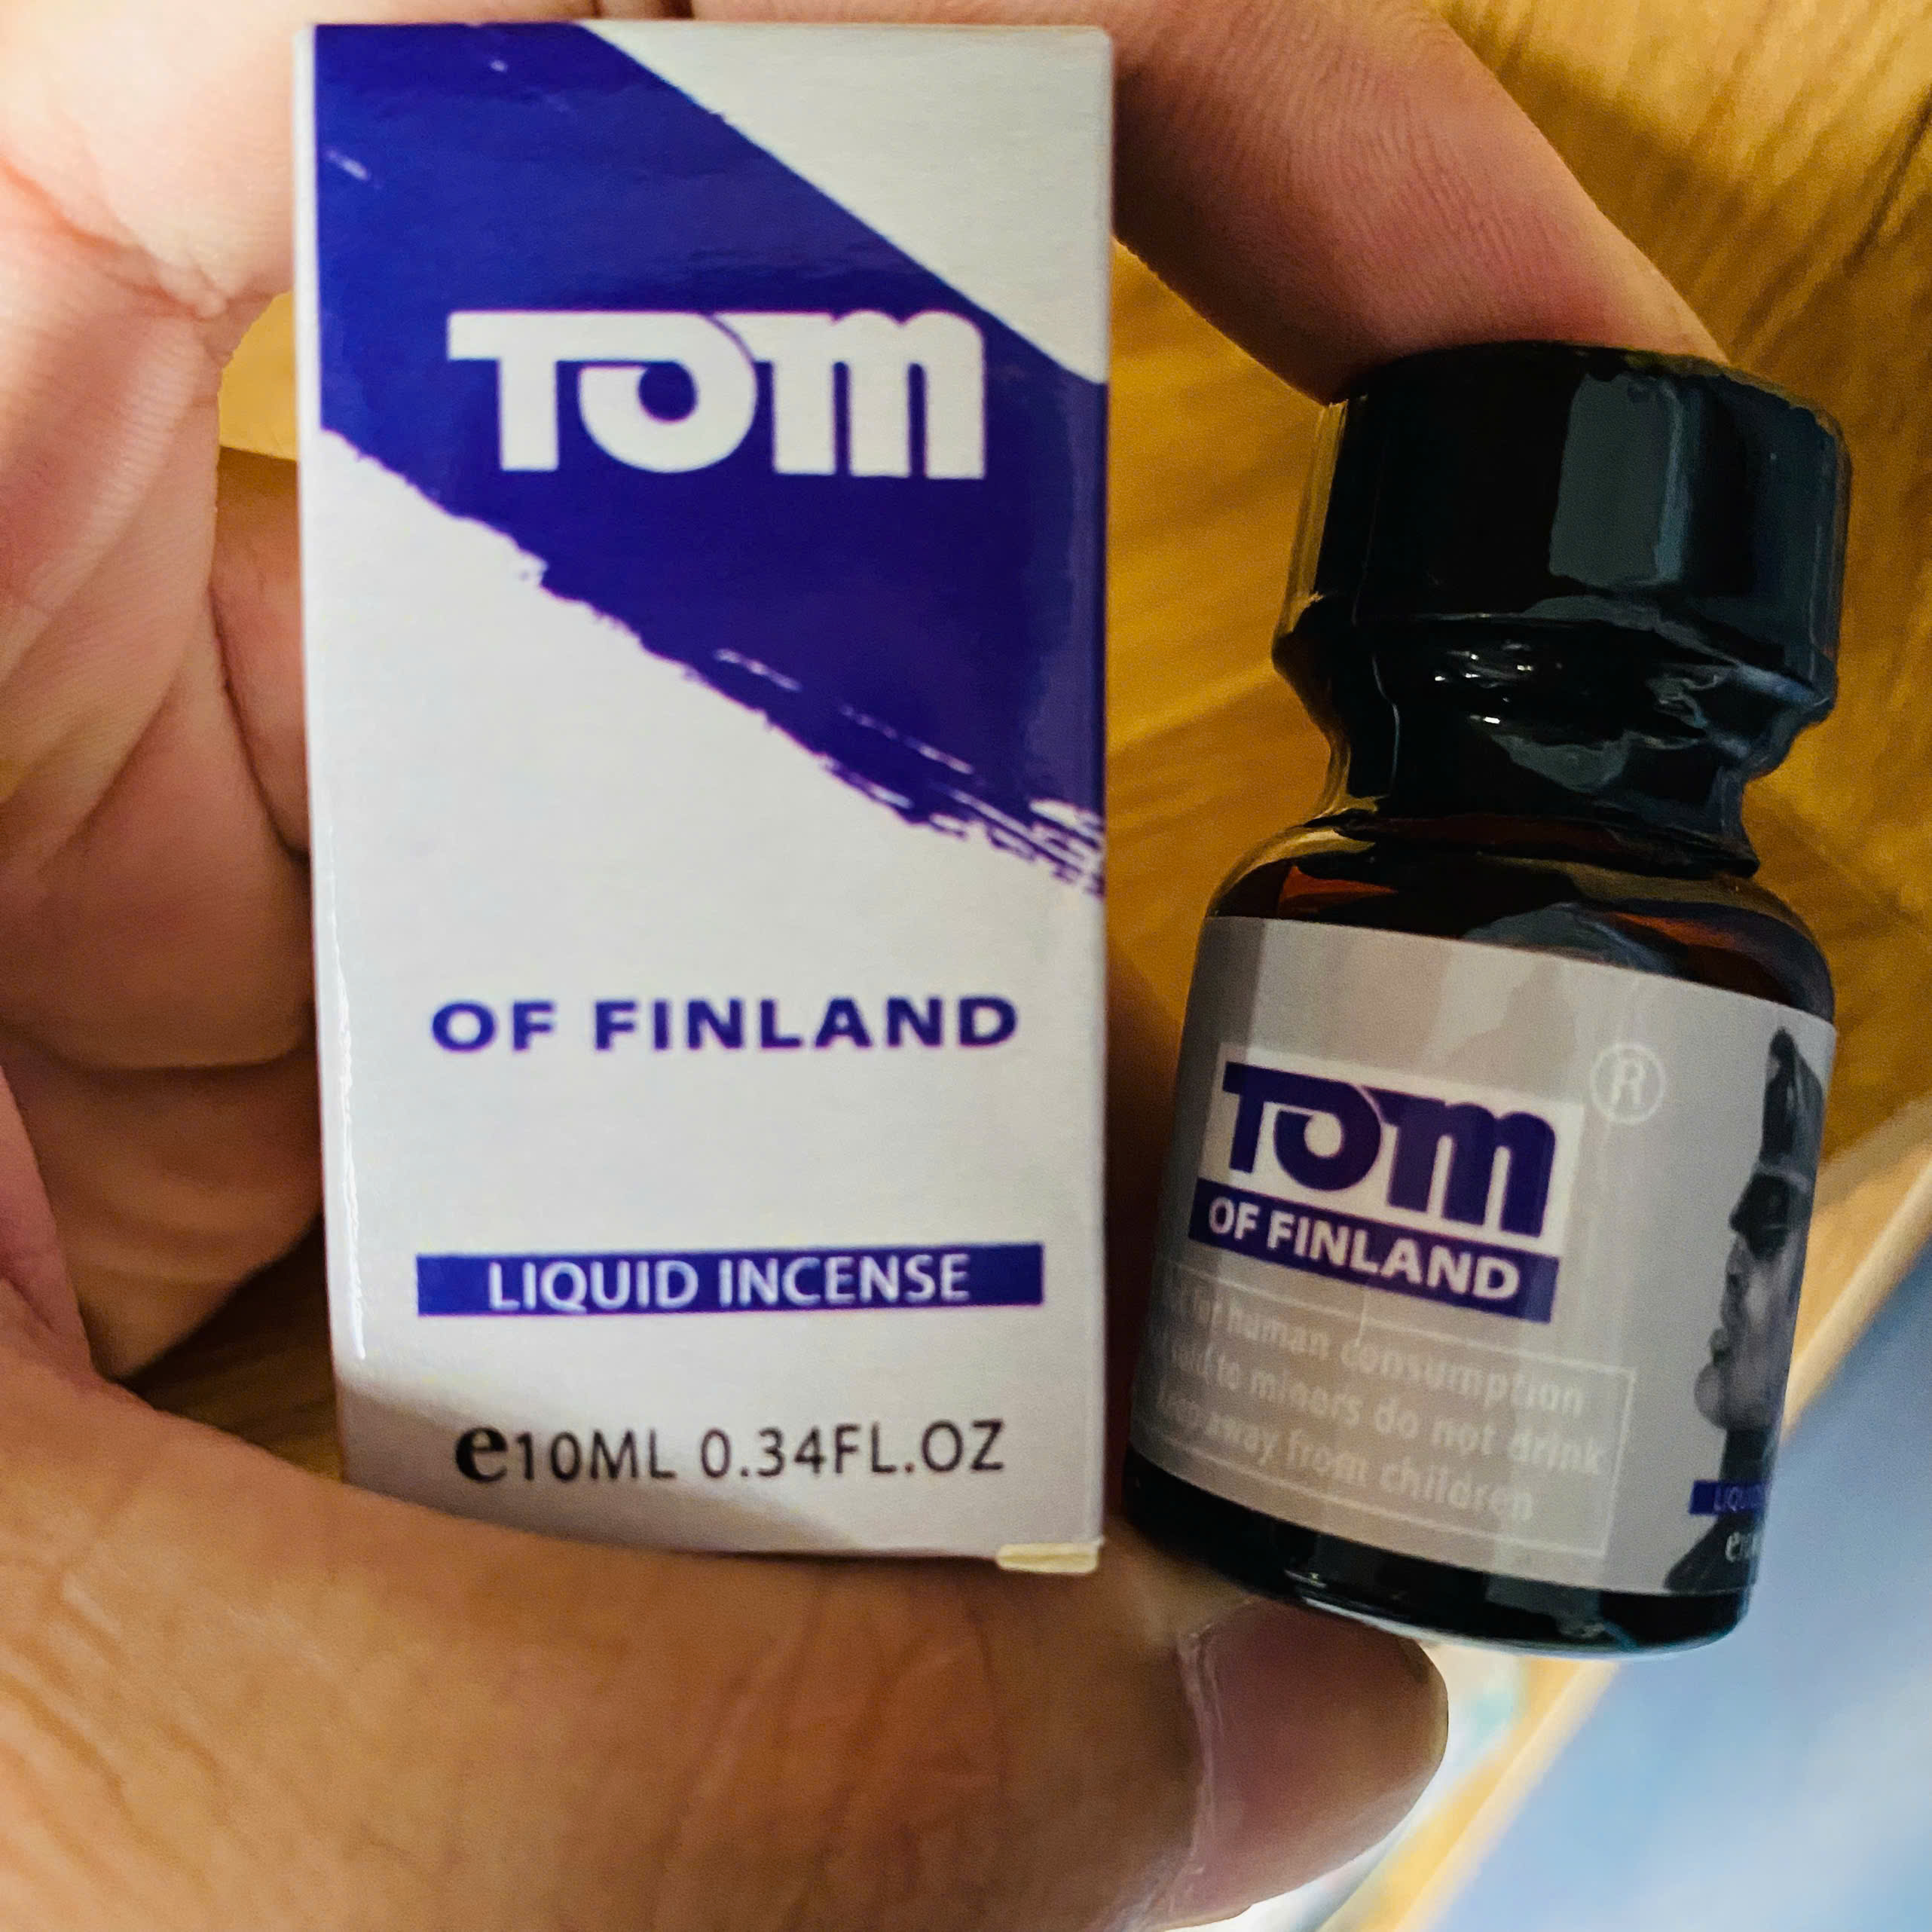 TOM
OF FINLAND
LIQUID INCENSE
e10ML 0.34FL.OZ
TOM ®
OF FINLAND
for human consumption
sold to minors do not drink
away from children